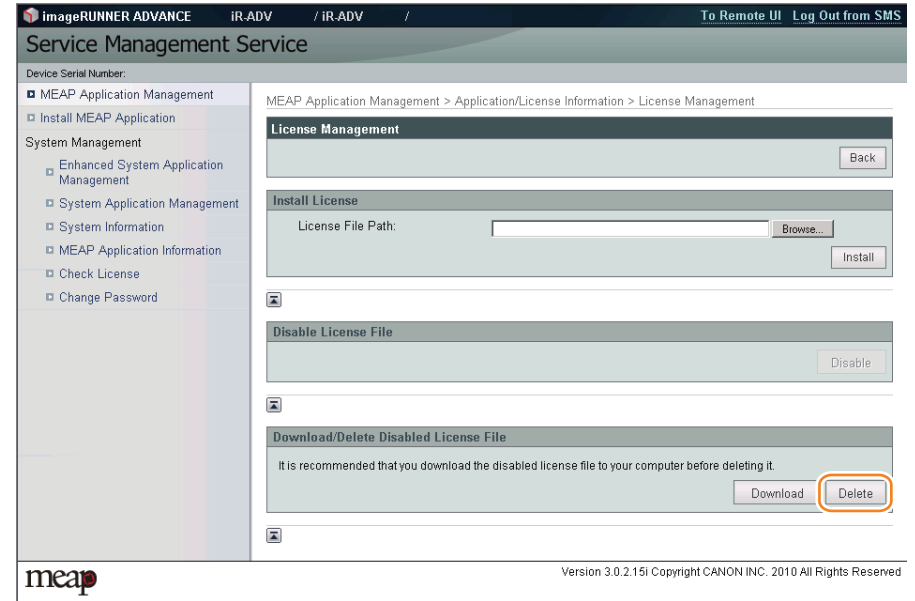 imageRUNNER ADVANCE iR-ADV / iR-ADV / To Remote UI Log Out from SMS
Service Management Service
Device Serial Number:
MEAP Application Management
Install MEAP Application
System Management
Enhanced System Application
Management
System Application Management
System Information
MEAP Application Information
Check License
Change Password
MEAP Application Management > Application/License Information > License Management
License Management
Back
Install License
License File Path: Browse...
Install
Disable License File
Disable
Download/Delete Disabled License File
It is recommended that you download the disabled license file to your computer before deleting it.
Download Delete
meap
Version 3.0.2.15i Copyright CANON INC. 2010 All Rights Reserved